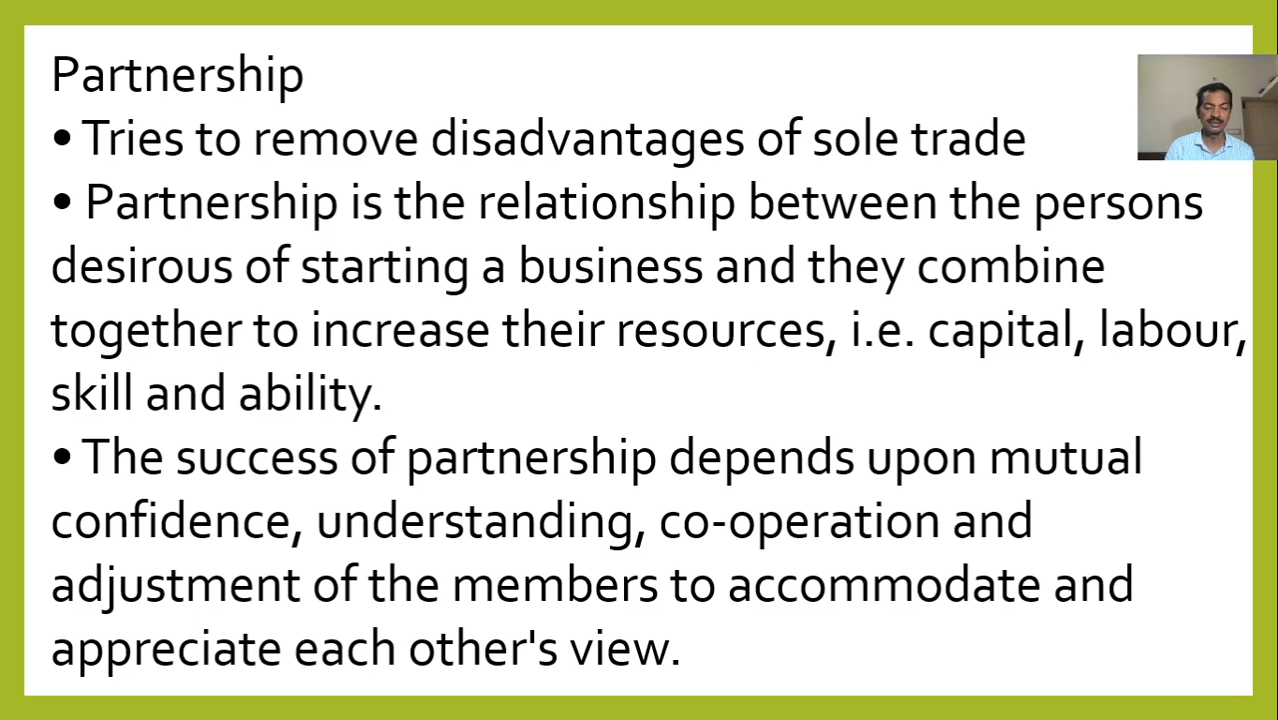 Partnership
• Tries to remove disadvantages of sole trade
• Partnership is the relationship between the persons
desirous of starting a business and they combine
together to increase their resources, i.e. capital, labour,
skill and ability.
• The success of partnership depends upon mutual
confidence, understanding, co-operation and
adjustment of the members to accommodate and
appreciate each other's view.